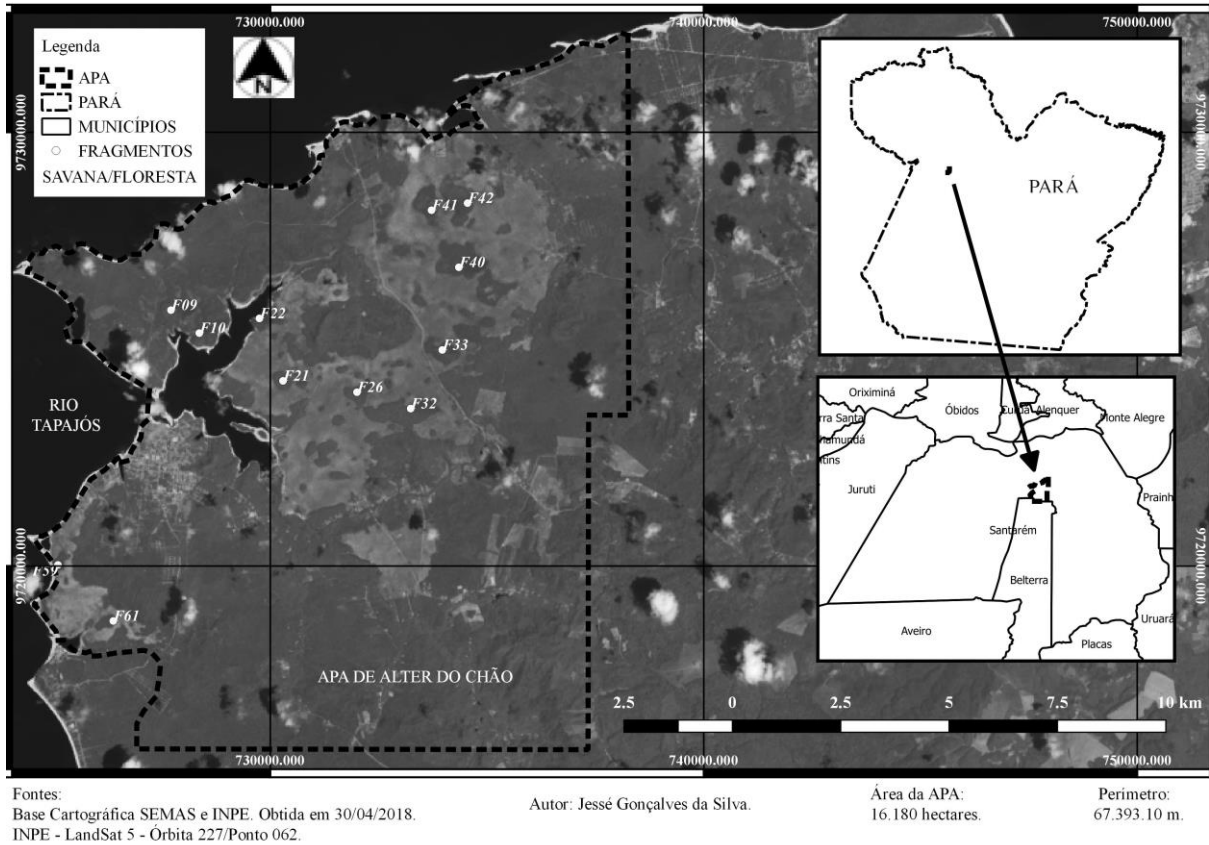 730000.000
740000.000
750000.000
Legenda
APA
PARÁ
MUNICÍPIOS
FRAGMENTOS
SAVANA/FLORESTA
N
9730000.000
9730000.000
PARÁ
F41
F42
F40
F09
F10
F22
F33
F21
F26
F32
RIO
TAPAJÓS
Oriximiná
Óbidos
Alenquer
Monte Alegre
rra Santa
Juruti
Prainh
Santarém
Belterra
Uruará
Aveiro
Placas
9720000.000
9720000.000
F59
F61
APA DE ALTER DO CHÃO
2.5 0 2.5 5 7.5 10 km
730000.000
740000.000
750000.000
Fontes:
Base Cartográfica SEMAS e INPE. Obtida em 30/04/2018.
INPE - LandSat 5 - Órbita 227/Ponto 062.
Autor: Jessé Gonçalves da Silva.
Área da APA:
16.180 hectares.
Perímetro:
67.393.10 m.